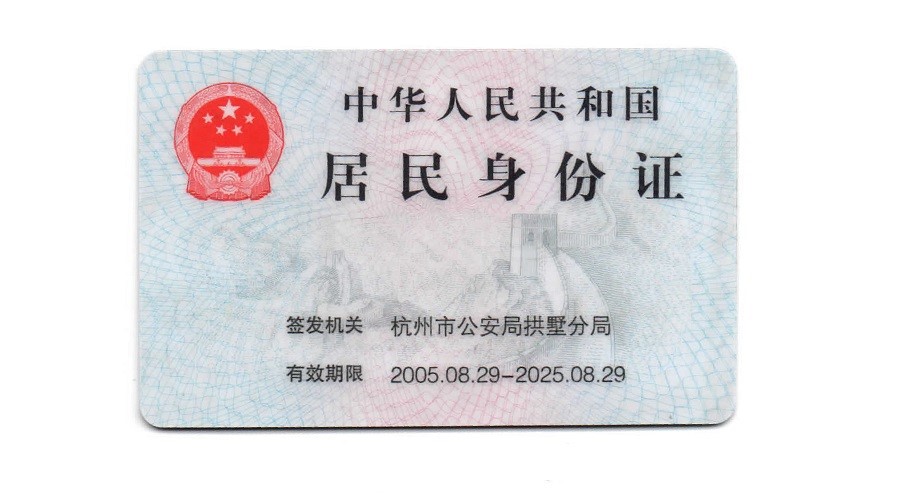 中华人民共和国
居民身份证
签发机关 杭州市公安局拱墅分局
有效期限 2005.08.29-2025.08.29